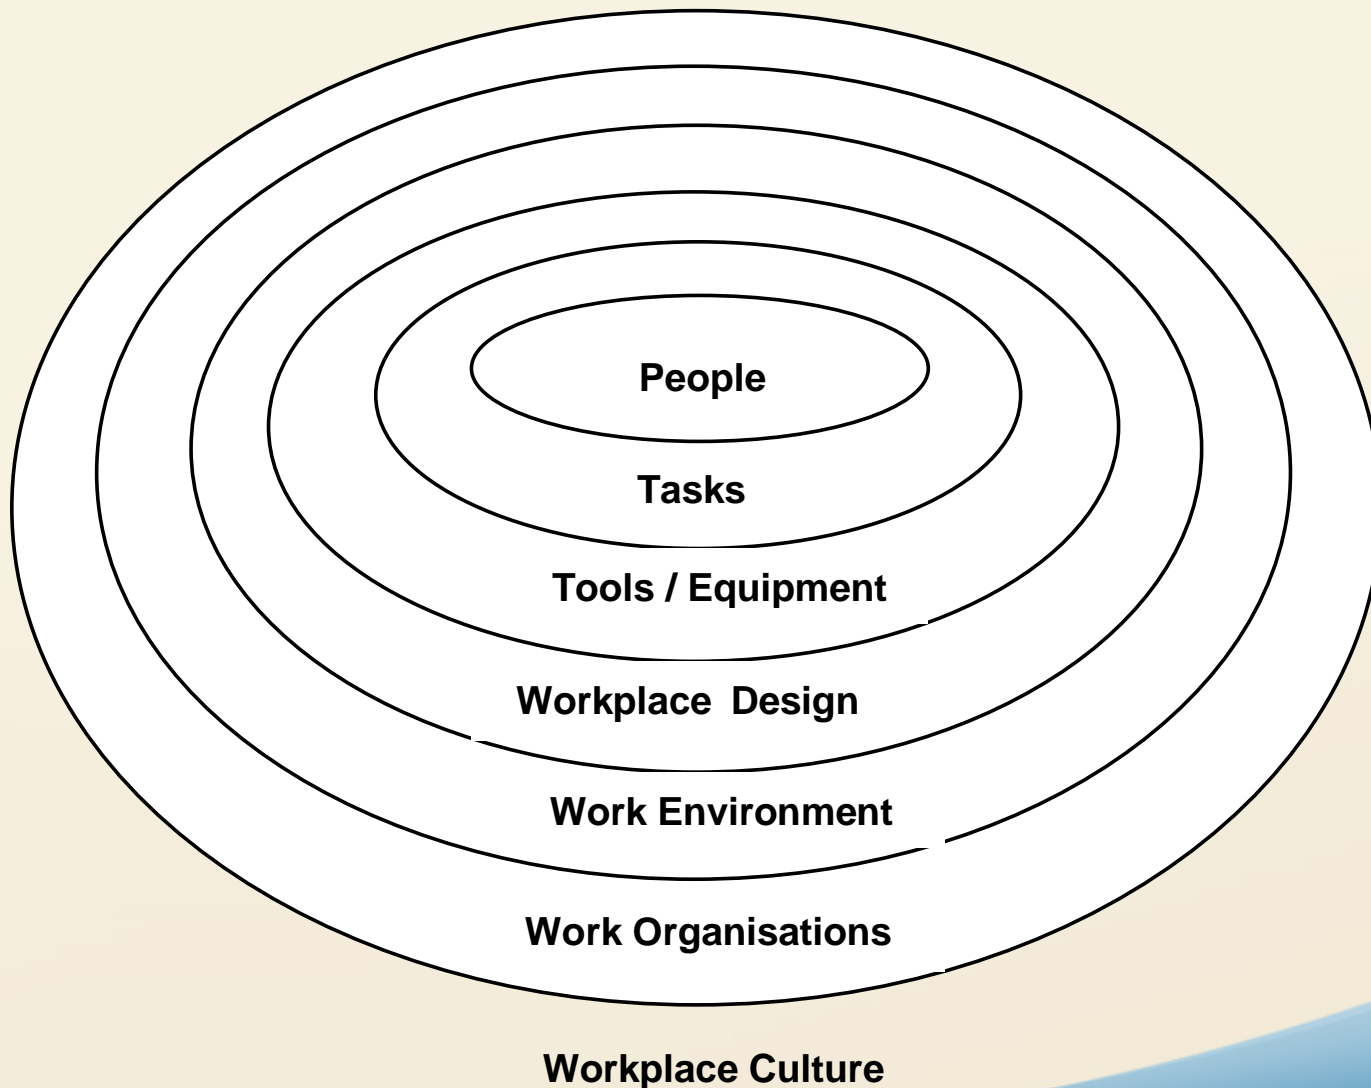 People
Tasks
Tools / Equipment
Workplace Design
Work Environment
Work Organisations
Workplace Culture